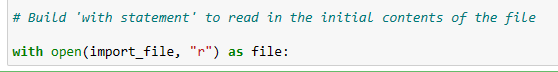 # Build 'with statement' to read in the initial contents of the file
with open(import_file, "r") as file: